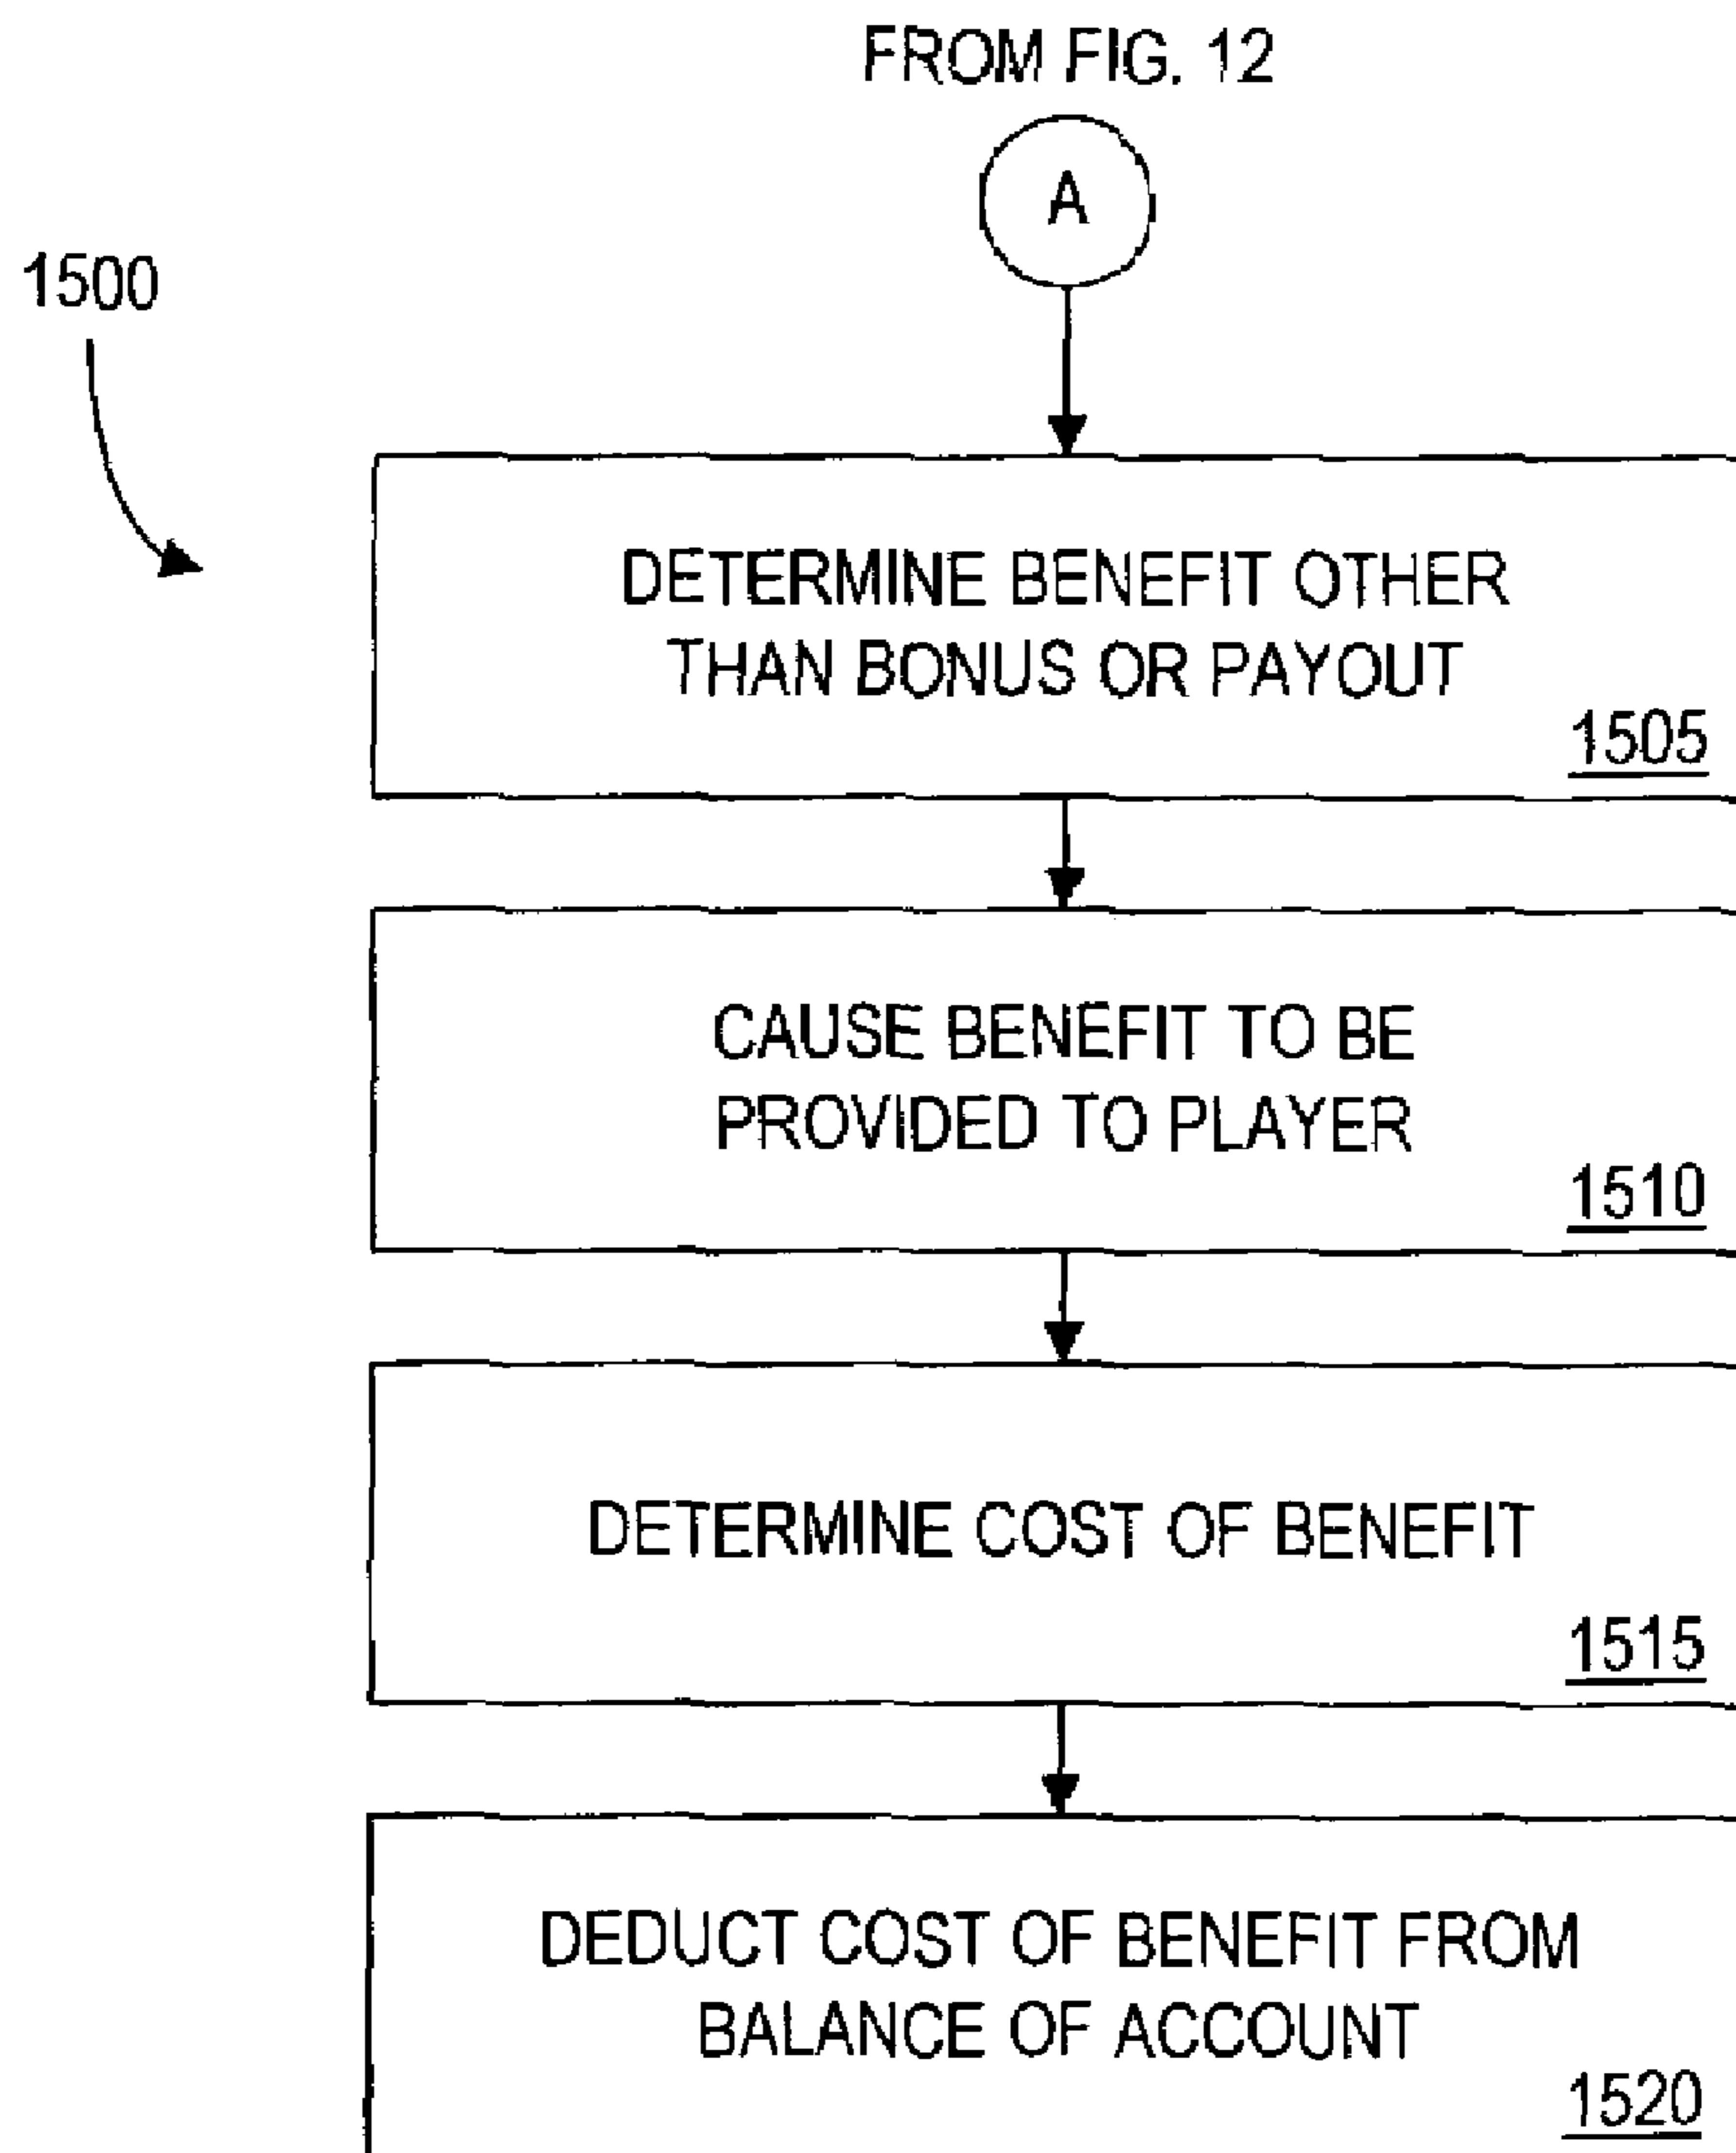 FROM FIG. 12
A
1500
DETERMINE BENEFIT OTHER
THAN BONUS OR PAYOUT
1505
CAUSE BENEFIT TO BE
PROVIDED TO PLAYER
1510
DETERMINE COST OF BENEFIT
1515
DEDUCT COST OF BENEFIT FROM
BALANCE OF ACCOUNT
1520